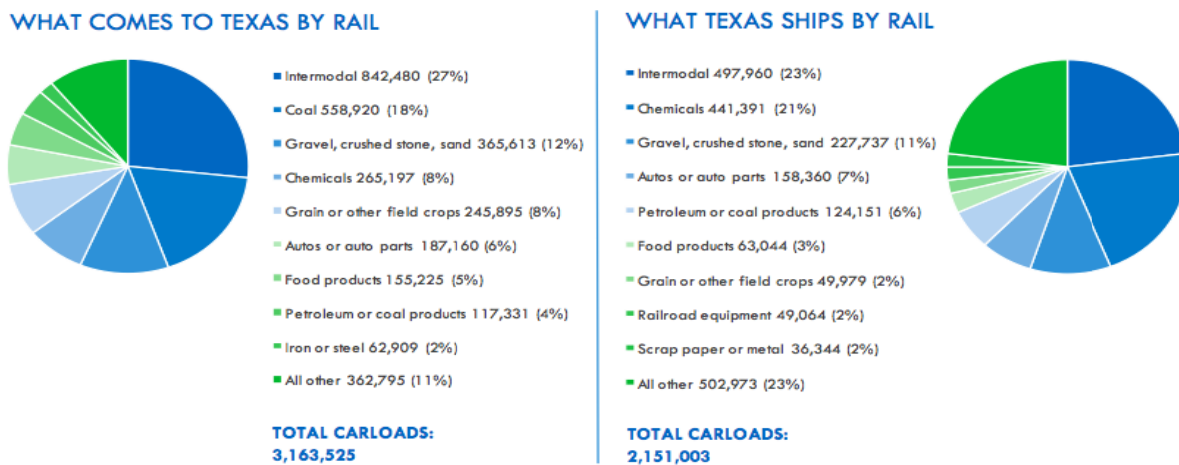 WHAT COMES TO TEXAS BY RAIL
Intermodal 842,480 (27%)
Coal 558,920 (18%)
Gravel, crushed stone, sand 365,613 (12%)
Chemicals 265,197 (8%)
Grain or other field crops 245,895 (8%)
Autos or auto parts 187,160 (6%)
Food products 155,225 (5%)
Petroleum or coal products 117,331 (4%)
Iron or steel 62,909 (2%)
All other 362,795 (11%)
TOTAL CARLOADS:
3,163,525
WHAT TEXAS SHIPS BY RAIL
Intermodal 497,960 (23%)
Chemicals 441,391 (21%)
Gravel, crushed stone, sand 227,737 (11%)
Autos or auto parts 158,360 (7%)
Petroleum or coal products 124,151 (6%)
Food products 63,044 (3%)
Grain or other field crops 49,979 (2%)
Railroad equipment 49,064 (2%)
Scrap paper or metal 36,344 (2%)
All other 502,973 (23%)
TOTAL CARLOADS:
2,151,003